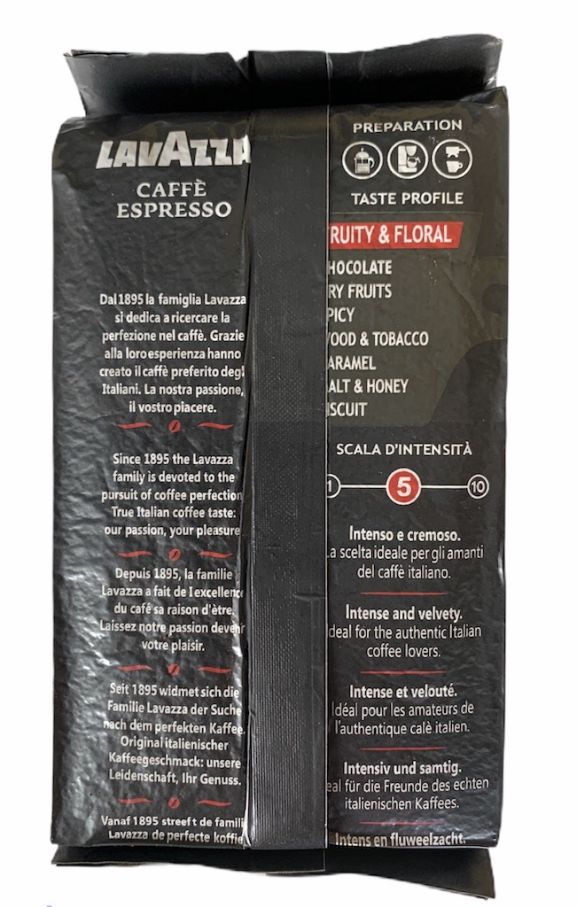 LAVAZZA
CAFFÈ
ESPRESSO
Dal 1895 la famiglia Lavazza
si dedica a ricercare la
perfezione nel caffè. Grazie
alla loro esperienza hanno
creato il caffè preferito degl
Italiani. La nostra passione,
il vostro piacere.
Since 1895 the Lavazza
family is devoted to the
pursuit of coffee perfection
True Italian coffee taste:
our passion, your pleasure
Depuis 1895, la familie
Lavazza a fait de l excellence
du café sa raison d'être.
Laissez notre passion devenir
votre plaisir.
Seit 1895 widmet sich die
Familie Lavazza der Suche
nach dem perfekten Kaffee.
Original italienischer
Kaffeegeschmack: unsere
Leidenschaft, Ihr Genuss.
Vanaf 1895 streeft de famili
Lavazza de perfecte koffie
PREPARATION
TASTE PROFILE
RUITY & FLORAL
HOCOLATE
RY FRUITS
PICY
OOD & TOBACCO
ARAMEL
ALT & HONEY
ISCUIT
SCALA D'INTENSITÀ
1 5 10
Intenso e cremoso.
La scelta ideale per gli amanti
del caffè italiano.
Intense and velvety.
Ideal for the authentic Italian
coffee lovers.
Intense et velouté.
Idéal pour les amateurs de
l'authentique calè italien.
Intensiv und samtig.
eal für die Freunde des echten
italienischen Kaffees.
Intens en fluweelzacht.